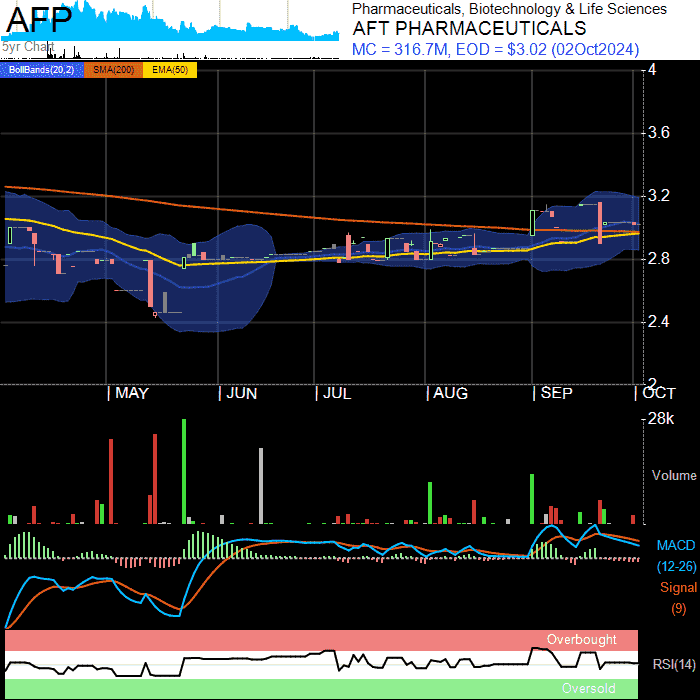 AFP
5yr Chart
Pharmaceuticals, Biotechnology & Life Sciences
AFT PHARMACEUTICALS
MC = 316.7M, EOD = $3.02 (02Oct2024)
BollBands(20,2) SMA(200) EMA(50)
4
3.6
3.2
2.8
2.4
2
MAY JUN JUL AUG SEP OCT
28k
Volume
MACD
(12-26)
Signal
(9)
Overbought
RSI(14)
Oversold